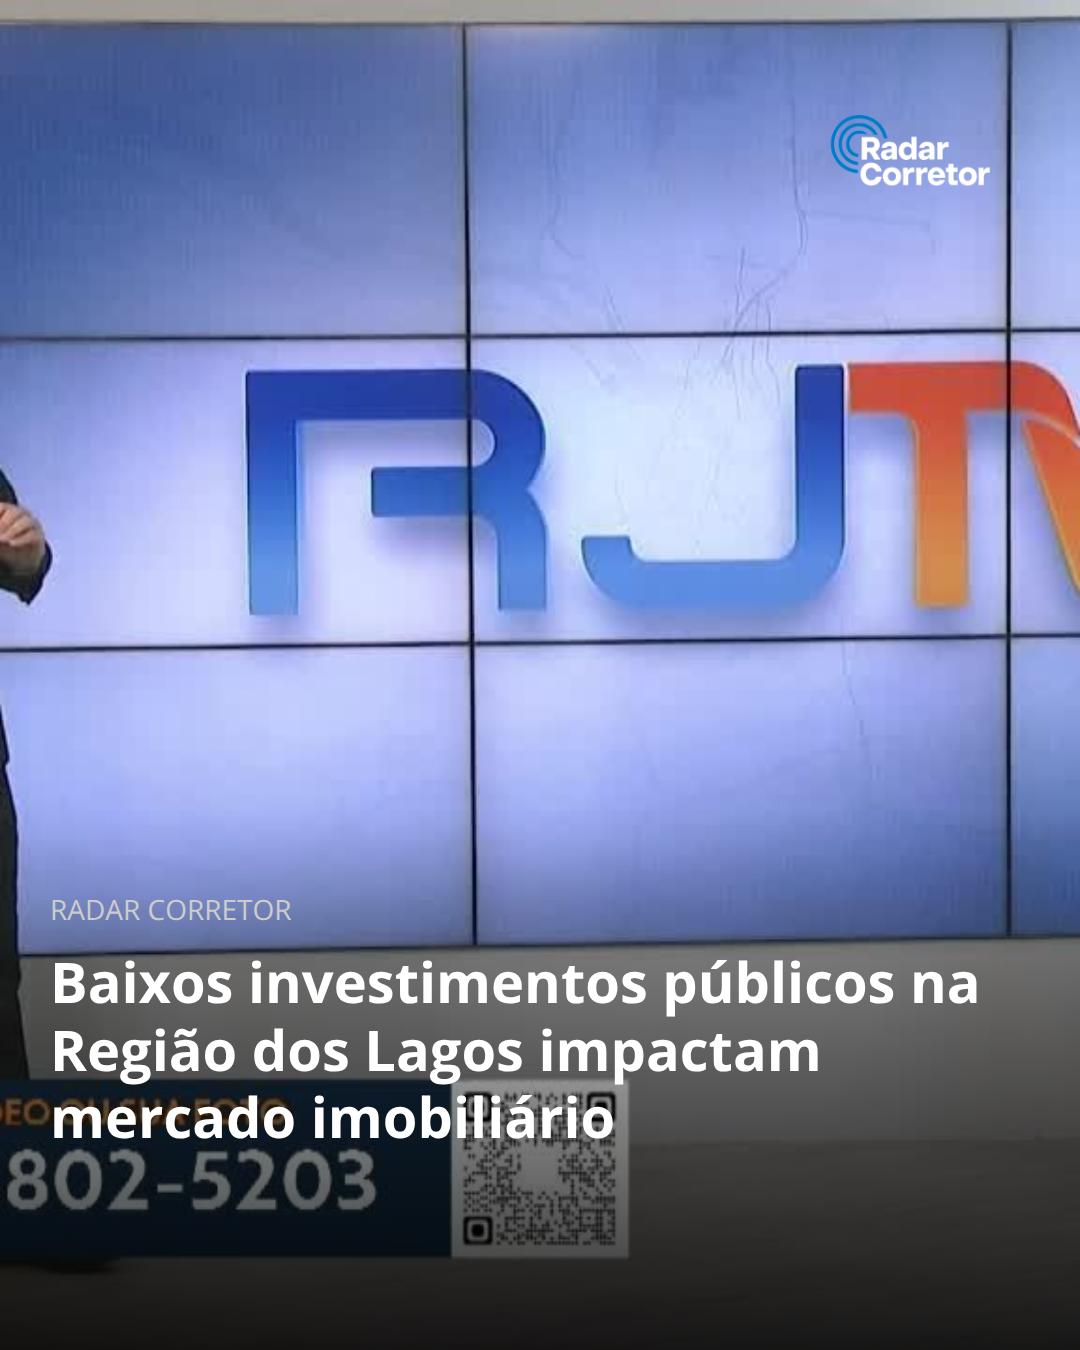 Radar
Corretor
RJTV
RADAR CORRETOR
Baixos investimentos públicos na
Região dos Lagos impactam
mercado imobiliário
802-5203